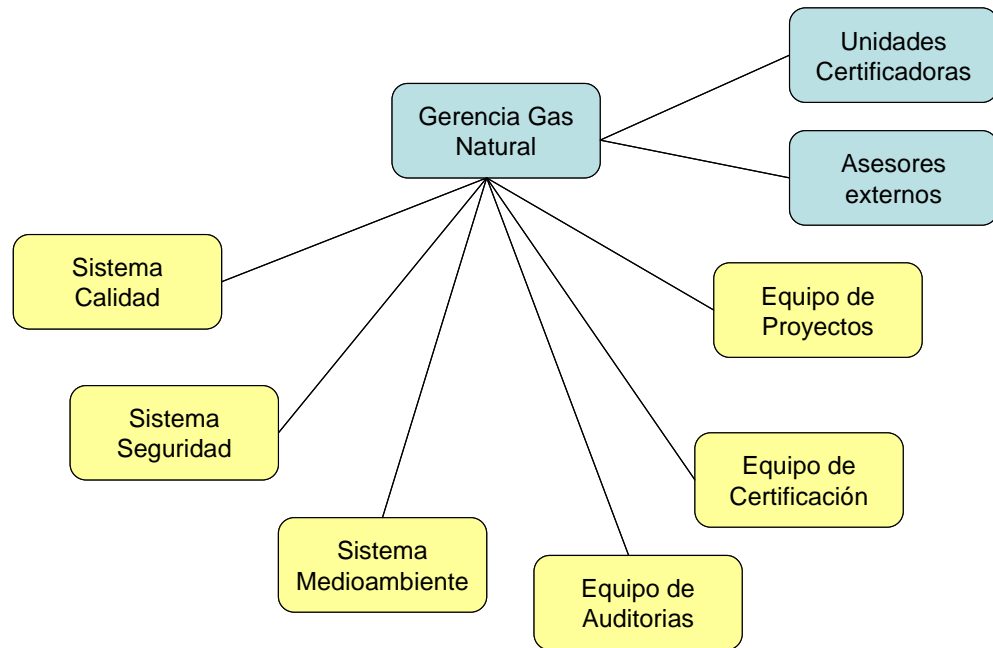 Unidades
Certificadoras
Gerencia Gas
Natural
Asesores
externos
Sistema
Calidad
Equipo de
Proyectos
Sistema
Seguridad
Equipo de
Certificación
Sistema
Medioambiente
Equipo de
Auditorias